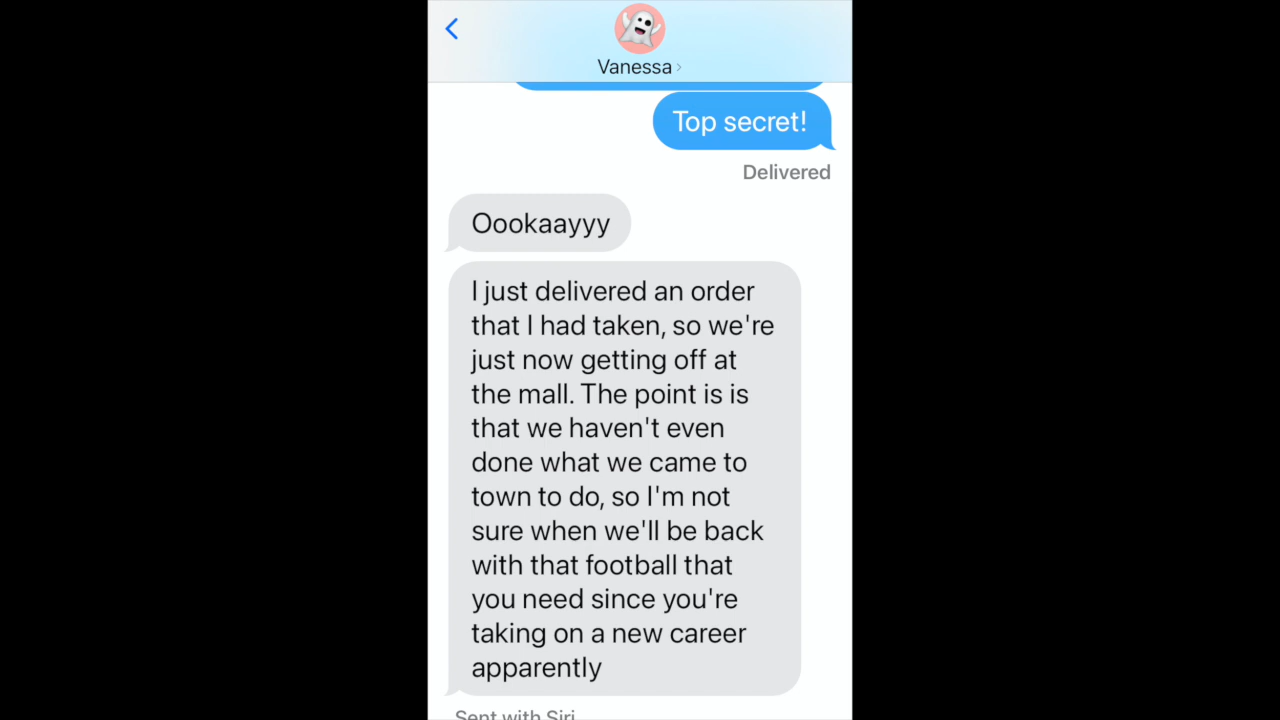 Vanessa
Top secret!
Delivered
Oookaayyy
I just delivered an order
that I had taken, so we're
just now getting off at
the mall. The point is is
that we haven't even
done what we came to
town to do, so I'm not
sure when we'll be back
with that football that
you need since you're
taking on a new career
apparently
Sent with Siri